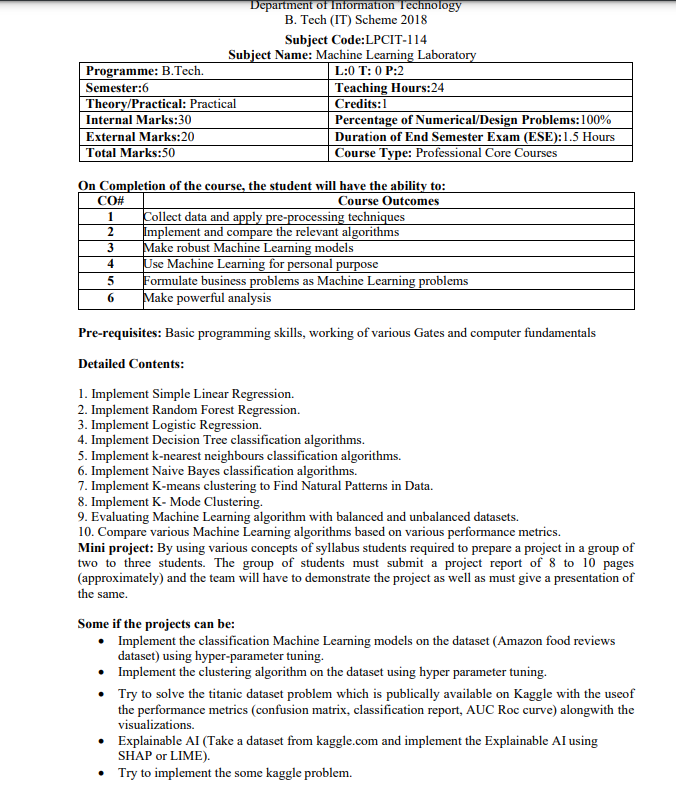 Department of Information Technology
B. Tech (IT) Scheme 2018
Subject Code:LPCIT-114
Subject Name: Machine Learning Laboratory
Programme: B.Tech. L:0 T: 0 P:2
Semester:6 Teaching Hours:24
Theory/Practical: Practical Credits:1
Internal Marks:30 Percentage of Numerical/Design Problems:100%
External Marks:20 Duration of End Semester Exam (ESE):1.5 Hours
Total Marks:50 Course Type: Professional Core Courses
On Completion of the course, the student will have the ability to:
CO# Course Outcomes
1 Collect data and apply pre-processing techniques
2 Implement and compare the relevant algorithms
3 Make robust Machine Learning models
4 Use Machine Learning for personal purpose
5 Formulate business problems as Machine Learning problems
6 Make powerful analysis
Pre-requisites: Basic programming skills, working of various Gates and computer fundamentals
Detailed Contents:
1. Implement Simple Linear Regression.
2. Implement Random Forest Regression.
3. Implement Logistic Regression.
4. Implement Decision Tree classification algorithms.
5. Implement k-nearest neighbours classification algorithms.
6. Implement Naive Bayes classification algorithms.
7. Implement K-means clustering to Find Natural Patterns in Data.
8. Implement K- Mode Clustering.
9. Evaluating Machine Learning algorithm with balanced and unbalanced datasets.
10. Compare various Machine Learning algorithms based on various performance metrics.
Mini project: By using various concepts of syllabus students required to prepare a project in a group of
two to three students. The group of students must submit a project report of 8 to 10 pages
(approximately) and the team will have to demonstrate the project as well as must give a presentation of
the same.
Some if the projects can be:
• Implement the classification Machine Learning models on the dataset (Amazon food reviews
dataset) using hyper-parameter tuning.
• Implement the clustering algorithm on the dataset using hyper parameter tuning.
• Try to solve the titanic dataset problem which is publically available on Kaggle with the useof
the performance metrics (confusion matrix, classification report, AUC Roc curve) alongwith the
visualizations.
• Explainable AI (Take a dataset from kaggle.com and implement the Explainable AI using
SHAP or LIME).
• Try to implement the some kaggle problem.